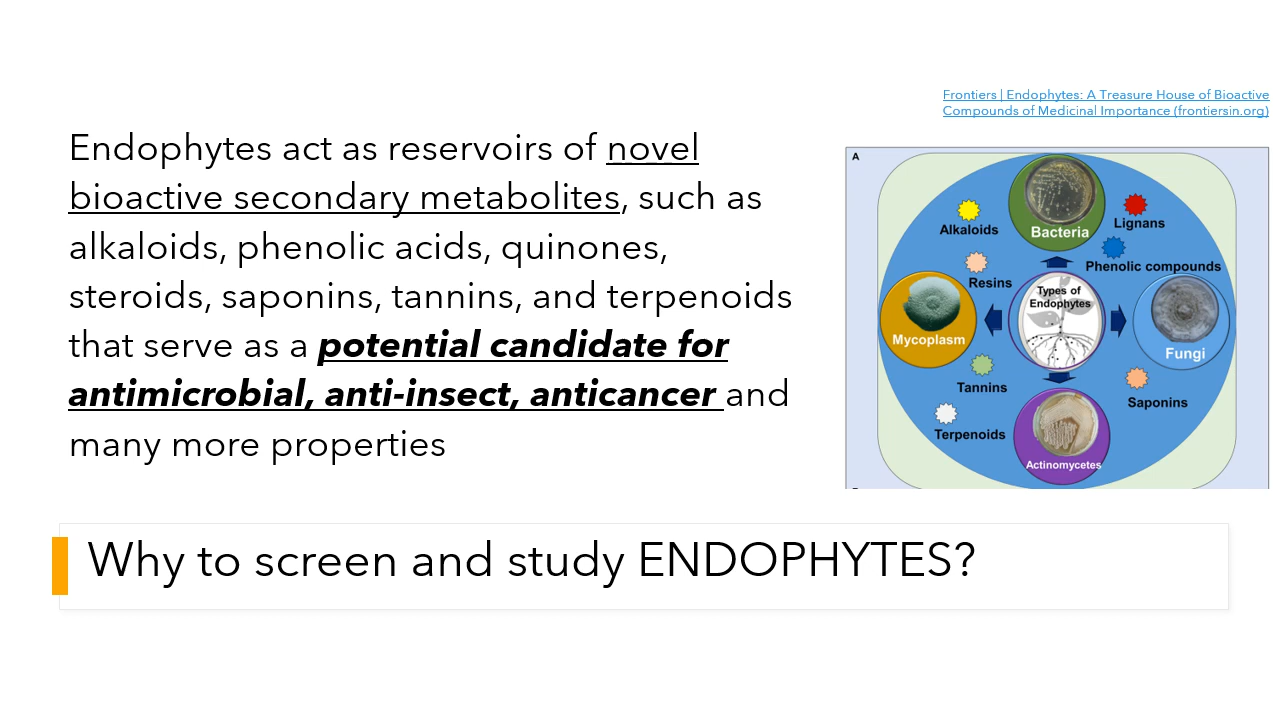 Frontiers | Endophytes: A Treasure House of Bioactive
Compounds of Medicinal Importance (frontiersin.org)
Endophytes act as reservoirs of novel
bioactive secondary metabolites, such as
alkaloids, phenolic acids, quinones,
steroids, saponins, tannins, and terpenoids
that serve as a potential candidate for
antimicrobial, anti-insect, anticancer and
many more properties
A
Bacteria
Alkaloids
Lignans
Phenolic compounds
Resins
Types of
Endophytes
Mycoplasm
Fungi
Tannins
Saponins
Terpenoids
Actinomycetes
Why to screen and study ENDOPHYTES?